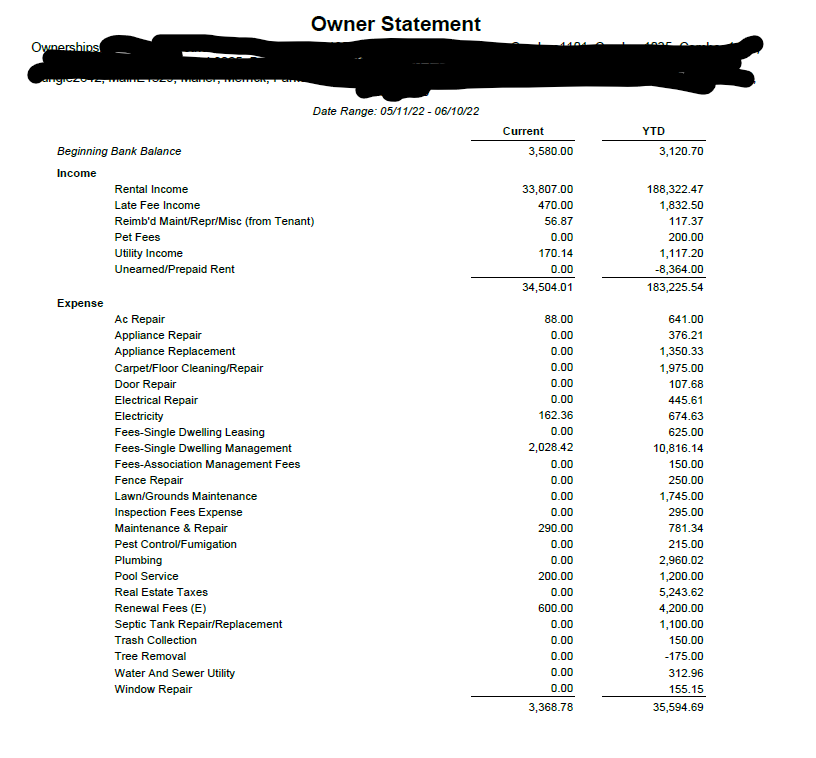 Owner Statement
Ownerships
Date Range: 05/11/22 - 06/10/22
Current YTD
Beginning Bank Balance 3,580.00 3,120.70
Income
Rental Income 33,807.00 188,322.47
Late Fee Income 470.00 1,832.50
Reimb'd Maint/Repr/Misc (from Tenant) 56.87 117.37
Pet Fees 0.00 200.00
Utility Income 170.14 1,117.20
Unearned/Prepaid Rent 0.00 -8,364.00
34,504.01 183,225.54
Expense
Ac Repair 88.00 641.00
Appliance Repair 0.00 376.21
Appliance Replacement 0.00 1,350.33
Carpet/Floor Cleaning/Repair 0.00 1,975.00
Door Repair 0.00 107.68
Electrical Repair 0.00 445.61
Electricity 162.36 674.63
Fees-Single Dwelling Leasing 0.00 625.00
Fees-Single Dwelling Management 2,028.42 10,816.14
Fees-Association Management Fees 0.00 150.00
Fence Repair 0.00 250.00
Lawn/Grounds Maintenance 0.00 1,745.00
Inspection Fees Expense 0.00 295.00
Maintenance & Repair 290.00 781.34
Pest Control/Fumigation 0.00 215.00
Plumbing 0.00 2,960.02
Pool Service 200.00 1,200.00
Real Estate Taxes 0.00 5,243.62
Renewal Fees (E) 600.00 4,200.00
Septic Tank Repair/Replacement 0.00 1,100.00
Trash Collection 0.00 150.00
Tree Removal 0.00 -175.00
Water And Sewer Utility 0.00 312.96
Window Repair 0.00 155.15
3,368.78 35,594.69